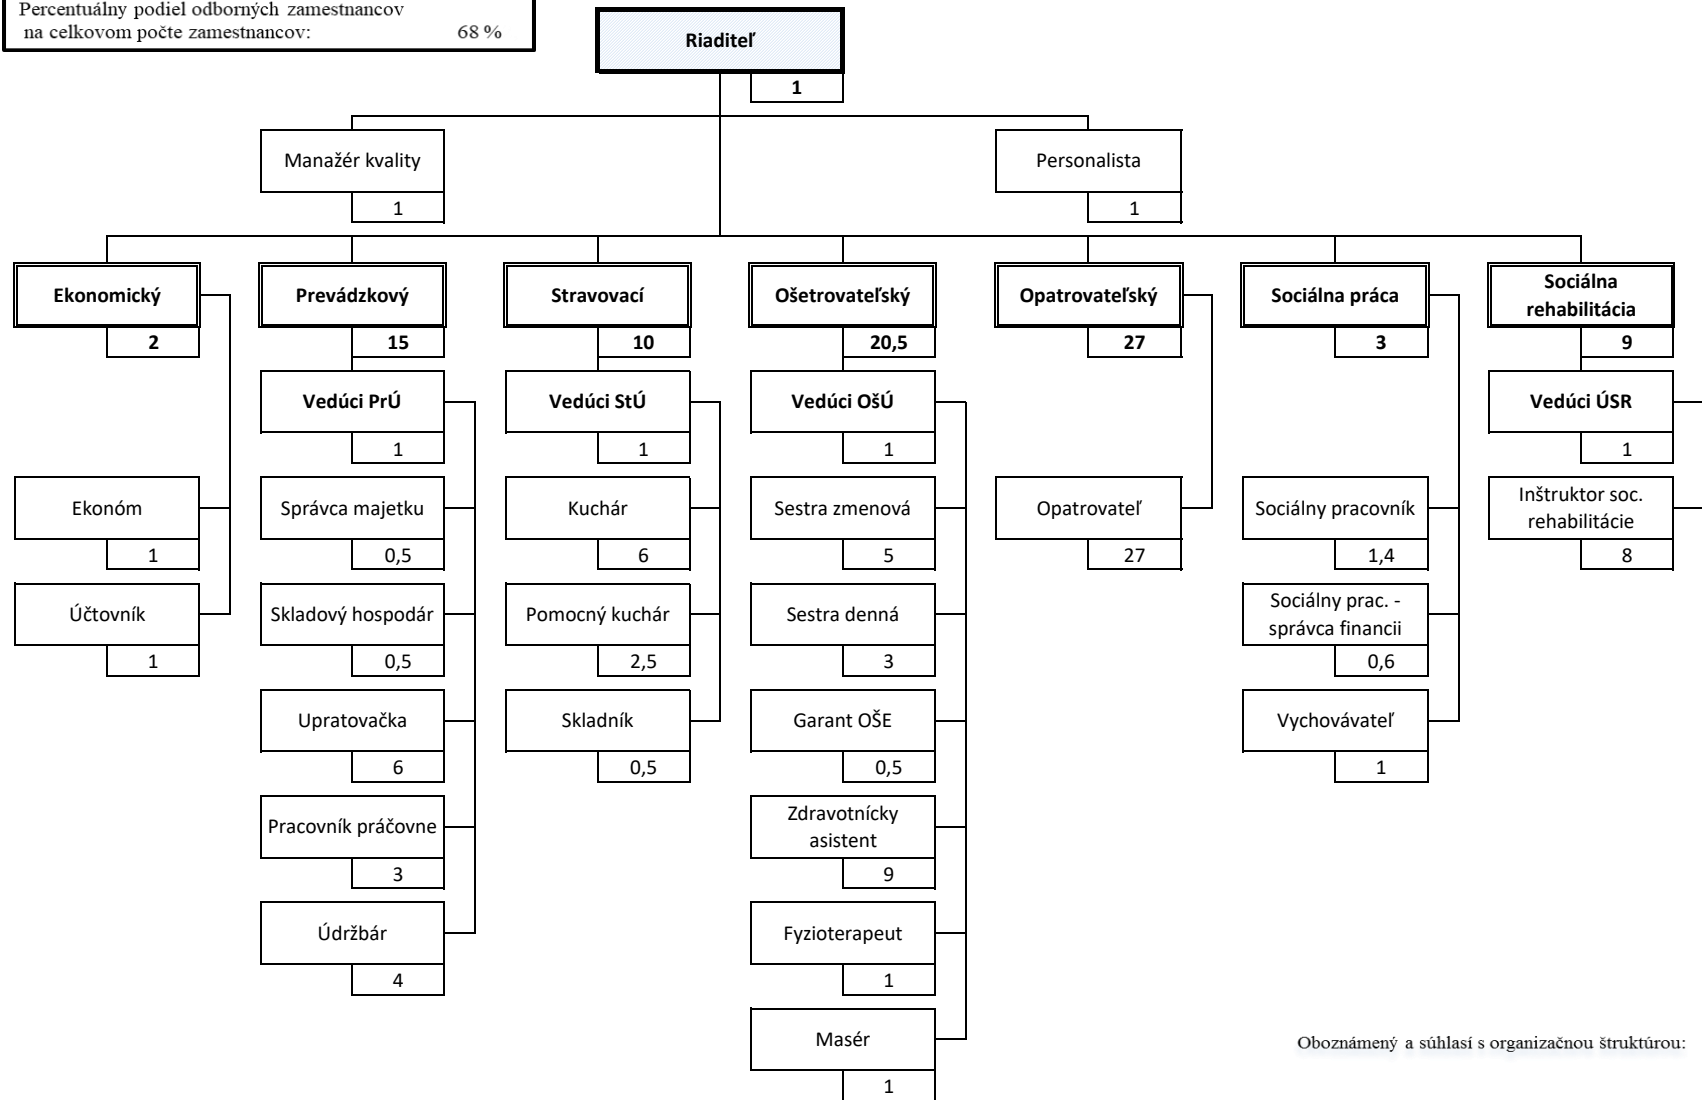 Percentuálny podiel odborných zamestnancov
na celkovom počte zamestnancov: 68 %
Riaditeľ
1
Manažér kvality
1
Personalista
1
Ekonomický
2
Prevádzkový
15
Stravovací
10
Ošetrovateľský
20,5
Opatrovateľský
27
Sociálna práca
3
Sociálna
rehabilitácia
9
Vedúci PrÚ
1
Vedúci StÚ
1
Vedúci OšÚ
1
Vedúci ÚSR
1
Ekonóm
1
Správca majetku
0,5
Kuchár
6
Sestra zmenová
5
Opatrovateľ
27
Sociálny pracovník
1,4
Inštruktor soc.
rehabilitácie
8
Účtovník
1
Skladový hospodár
0,5
Pomocný kuchár
2,5
Sestra denná
3
Sociálny prac. -
správca financii
0,6
Upratovačka
6
Skladník
0,5
Garant OŠE
0,5
Vychovávateľ
1
Pracovník práčovne
3
Zdravotnícky
asistent
9
Údržbár
4
Fyzioterapeut
1
Masér
1
Oboznámený a súhlasí s organizačnou štruktúrou: